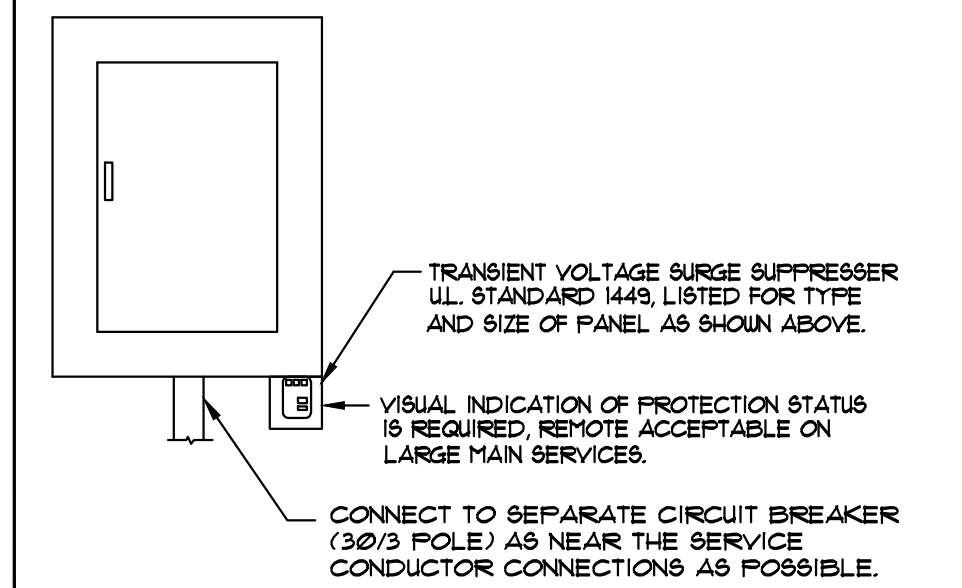 TRANSIENT VOLTAGE SURGE SUPPRESSER
U.L. STANDARD 1449, LISTED FOR TYPE
AND SIZE OF PANEL AS SHOWN ABOVE.
VISUAL INDICATION OF PROTECTION STATUS
IS REQUIRED, REMOTE ACCEPTABLE ON
LARGE MAIN SERVICES.
CONNECT TO SEPARATE CIRCUIT BREAKER
(30/3 POLE) AS NEAR THE SERVICE
CONDUCTOR CONNECTIONS AS POSSIBLE.